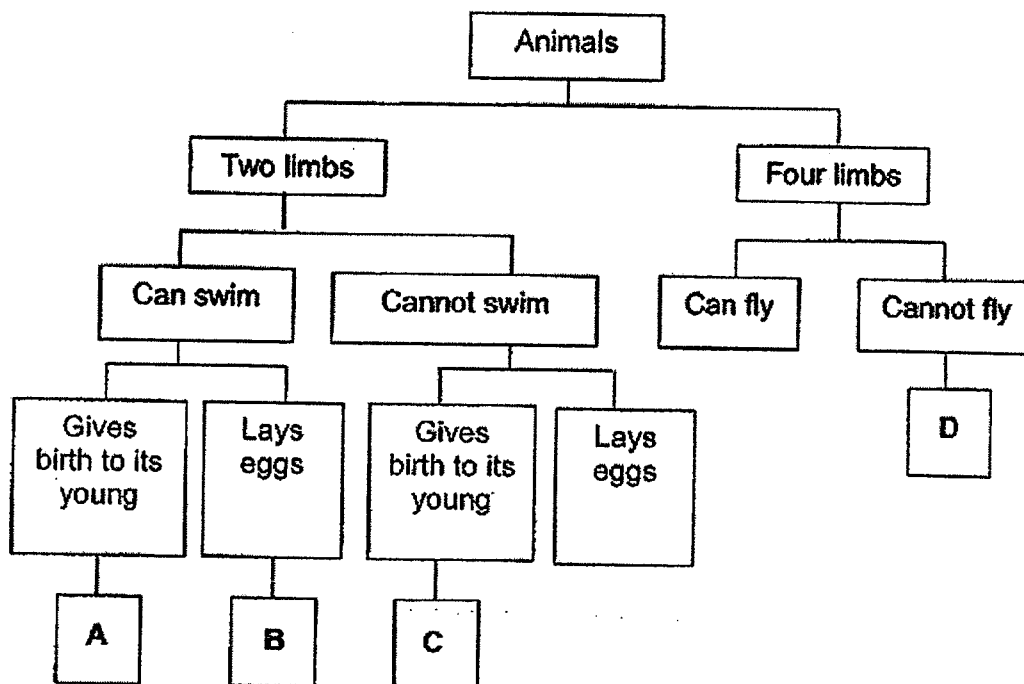 Animals
Two limbs
Four limbs
Can swim
Cannot swim
Can fly
Cannot fly
Gives
birth to its
young
Lays
eggs
Gives
birth to its
young
Lays
eggs
D
A
B
C